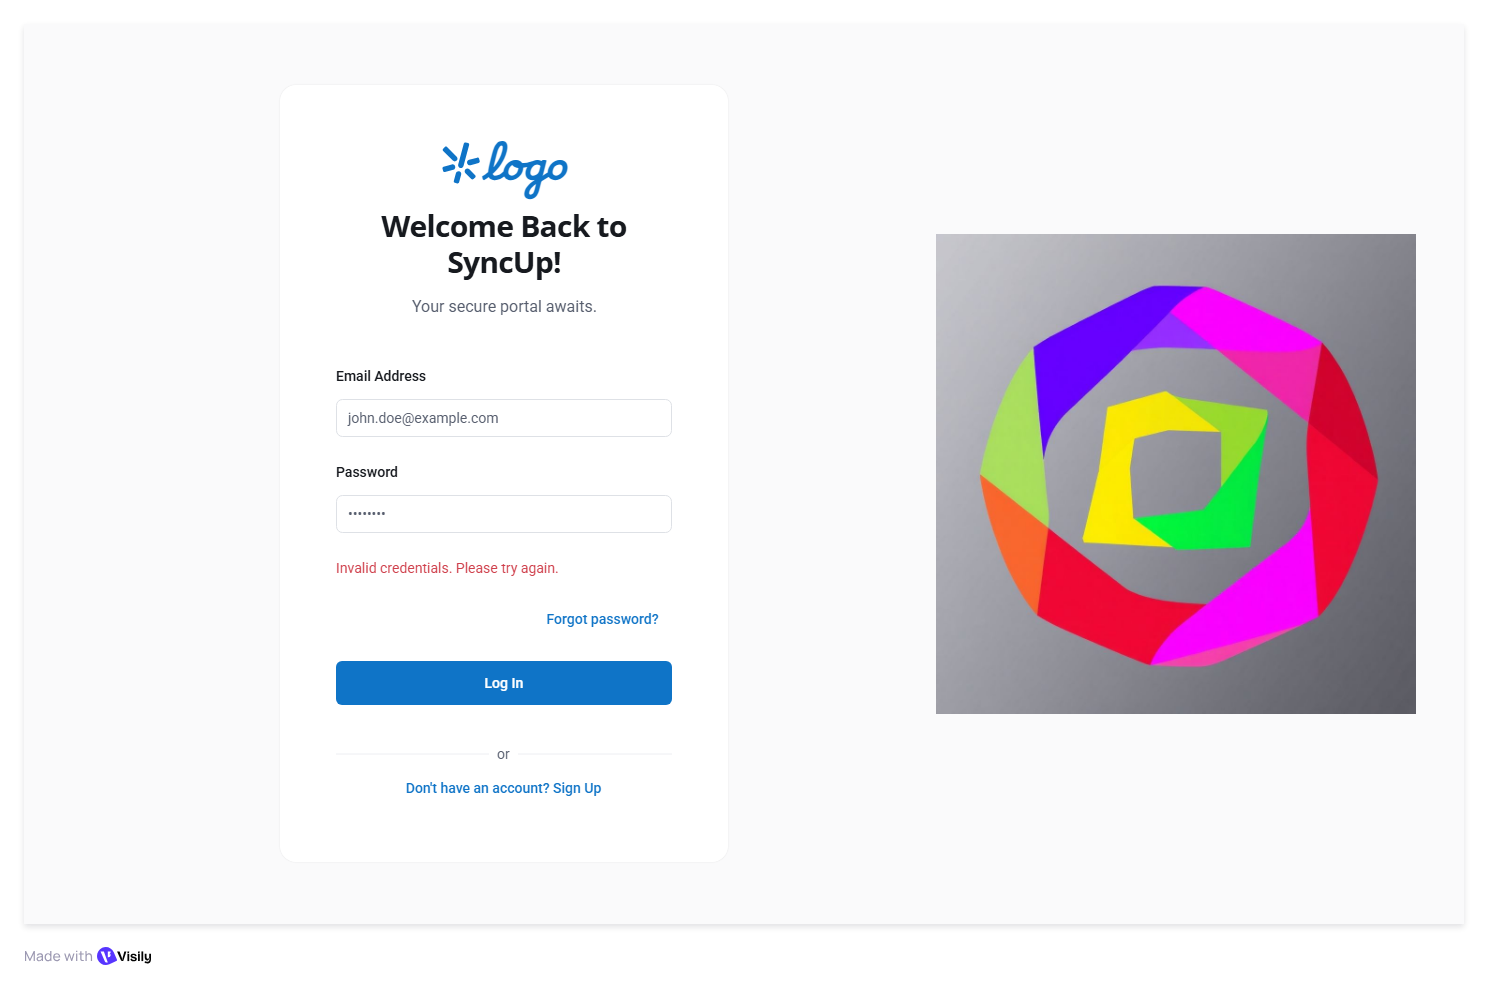 logo
Welcome Back to
SyncUp!
Your secure portal awaits.
Email Address
john.doe@example.com
Password
••••••••
Invalid credentials. Please try again.
Forgot password?
Log In
or
Don't have an account? Sign Up
Made with Visily